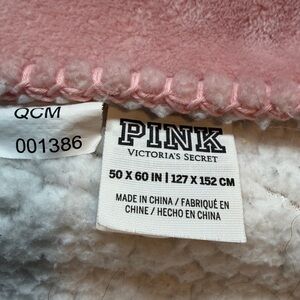 QCM
001386
PINK
VICTORIA'S SECRET
50 X 60 IN | 127 X 152 CM
MADE IN CHINA / FABRIQUÉ EN
CHINE / HECHO EN CHINA